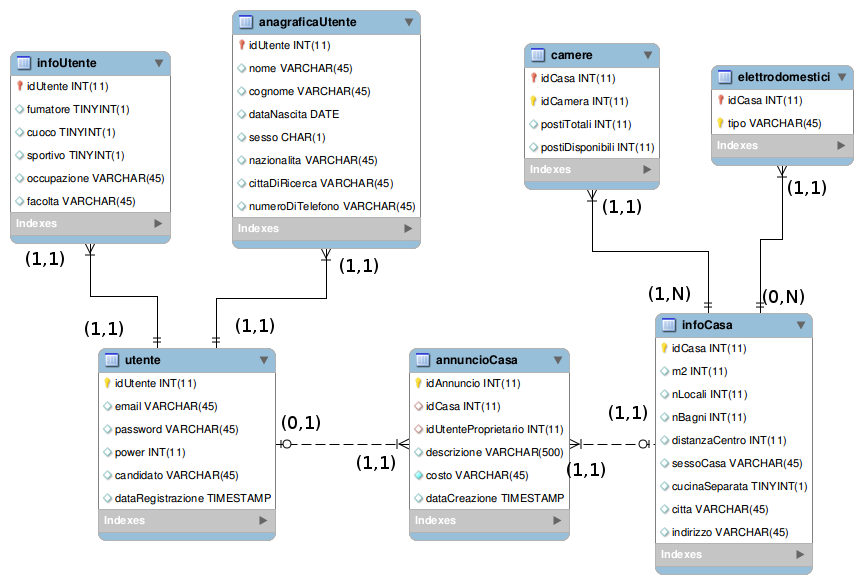 infoUtente
idUtente INT(11)
fumatore TINYINT(1)
cuoco TINYINT(1)
sportivo TINYINT(1)
occupazione VARCHAR(45)
facolta VARCHAR(45)
Indexes
(1,1)
(1,1)
anagraficaUtente
idUtente INT(11)
nome VARCHAR(45)
cognome VARCHAR(45)
dataNascita DATE
sesso CHAR(1)
nazionalita VARCHAR(45)
cittaDiRicerca VARCHAR(45)
numeroDiTelefono VARCHAR(45)
Indexes
(1,1)
(1,1)
camere
idCasa INT(11)
idCamera INT(11)
postiTotali INT(11)
postiDisponibili INT(11)
Indexes
(1,1)
(1,N)
elettrodomestici
idCasa INT(11)
tipo VARCHAR(45)
Indexes
(1,1)
(0,N)
utente
idUtente INT(11)
email VARCHAR(45)
password VARCHAR(45)
power INT(11)
candidato VARCHAR(45)
dataRegistrazione TIMESTAMP
Indexes
(0,1)
(1,1)
annuncioCasa
idAnnuncio INT(11)
idCasa INT(11)
idUtenteProprietario INT(11)
descrizione VARCHAR(500)
costo VARCHAR(45)
dataCreazione TIMESTAMP
Indexes
(1,1)
(1,1)
infoCasa
idCasa INT(11)
m2 INT(11)
nLocali INT(11)
nBagni INT(11)
distanzaCentro INT(11)
sessoCasa VARCHAR(45)
cucinaSeparata TINYINT(1)
citta VARCHAR(45)
indirizzo VARCHAR(45)
Indexes